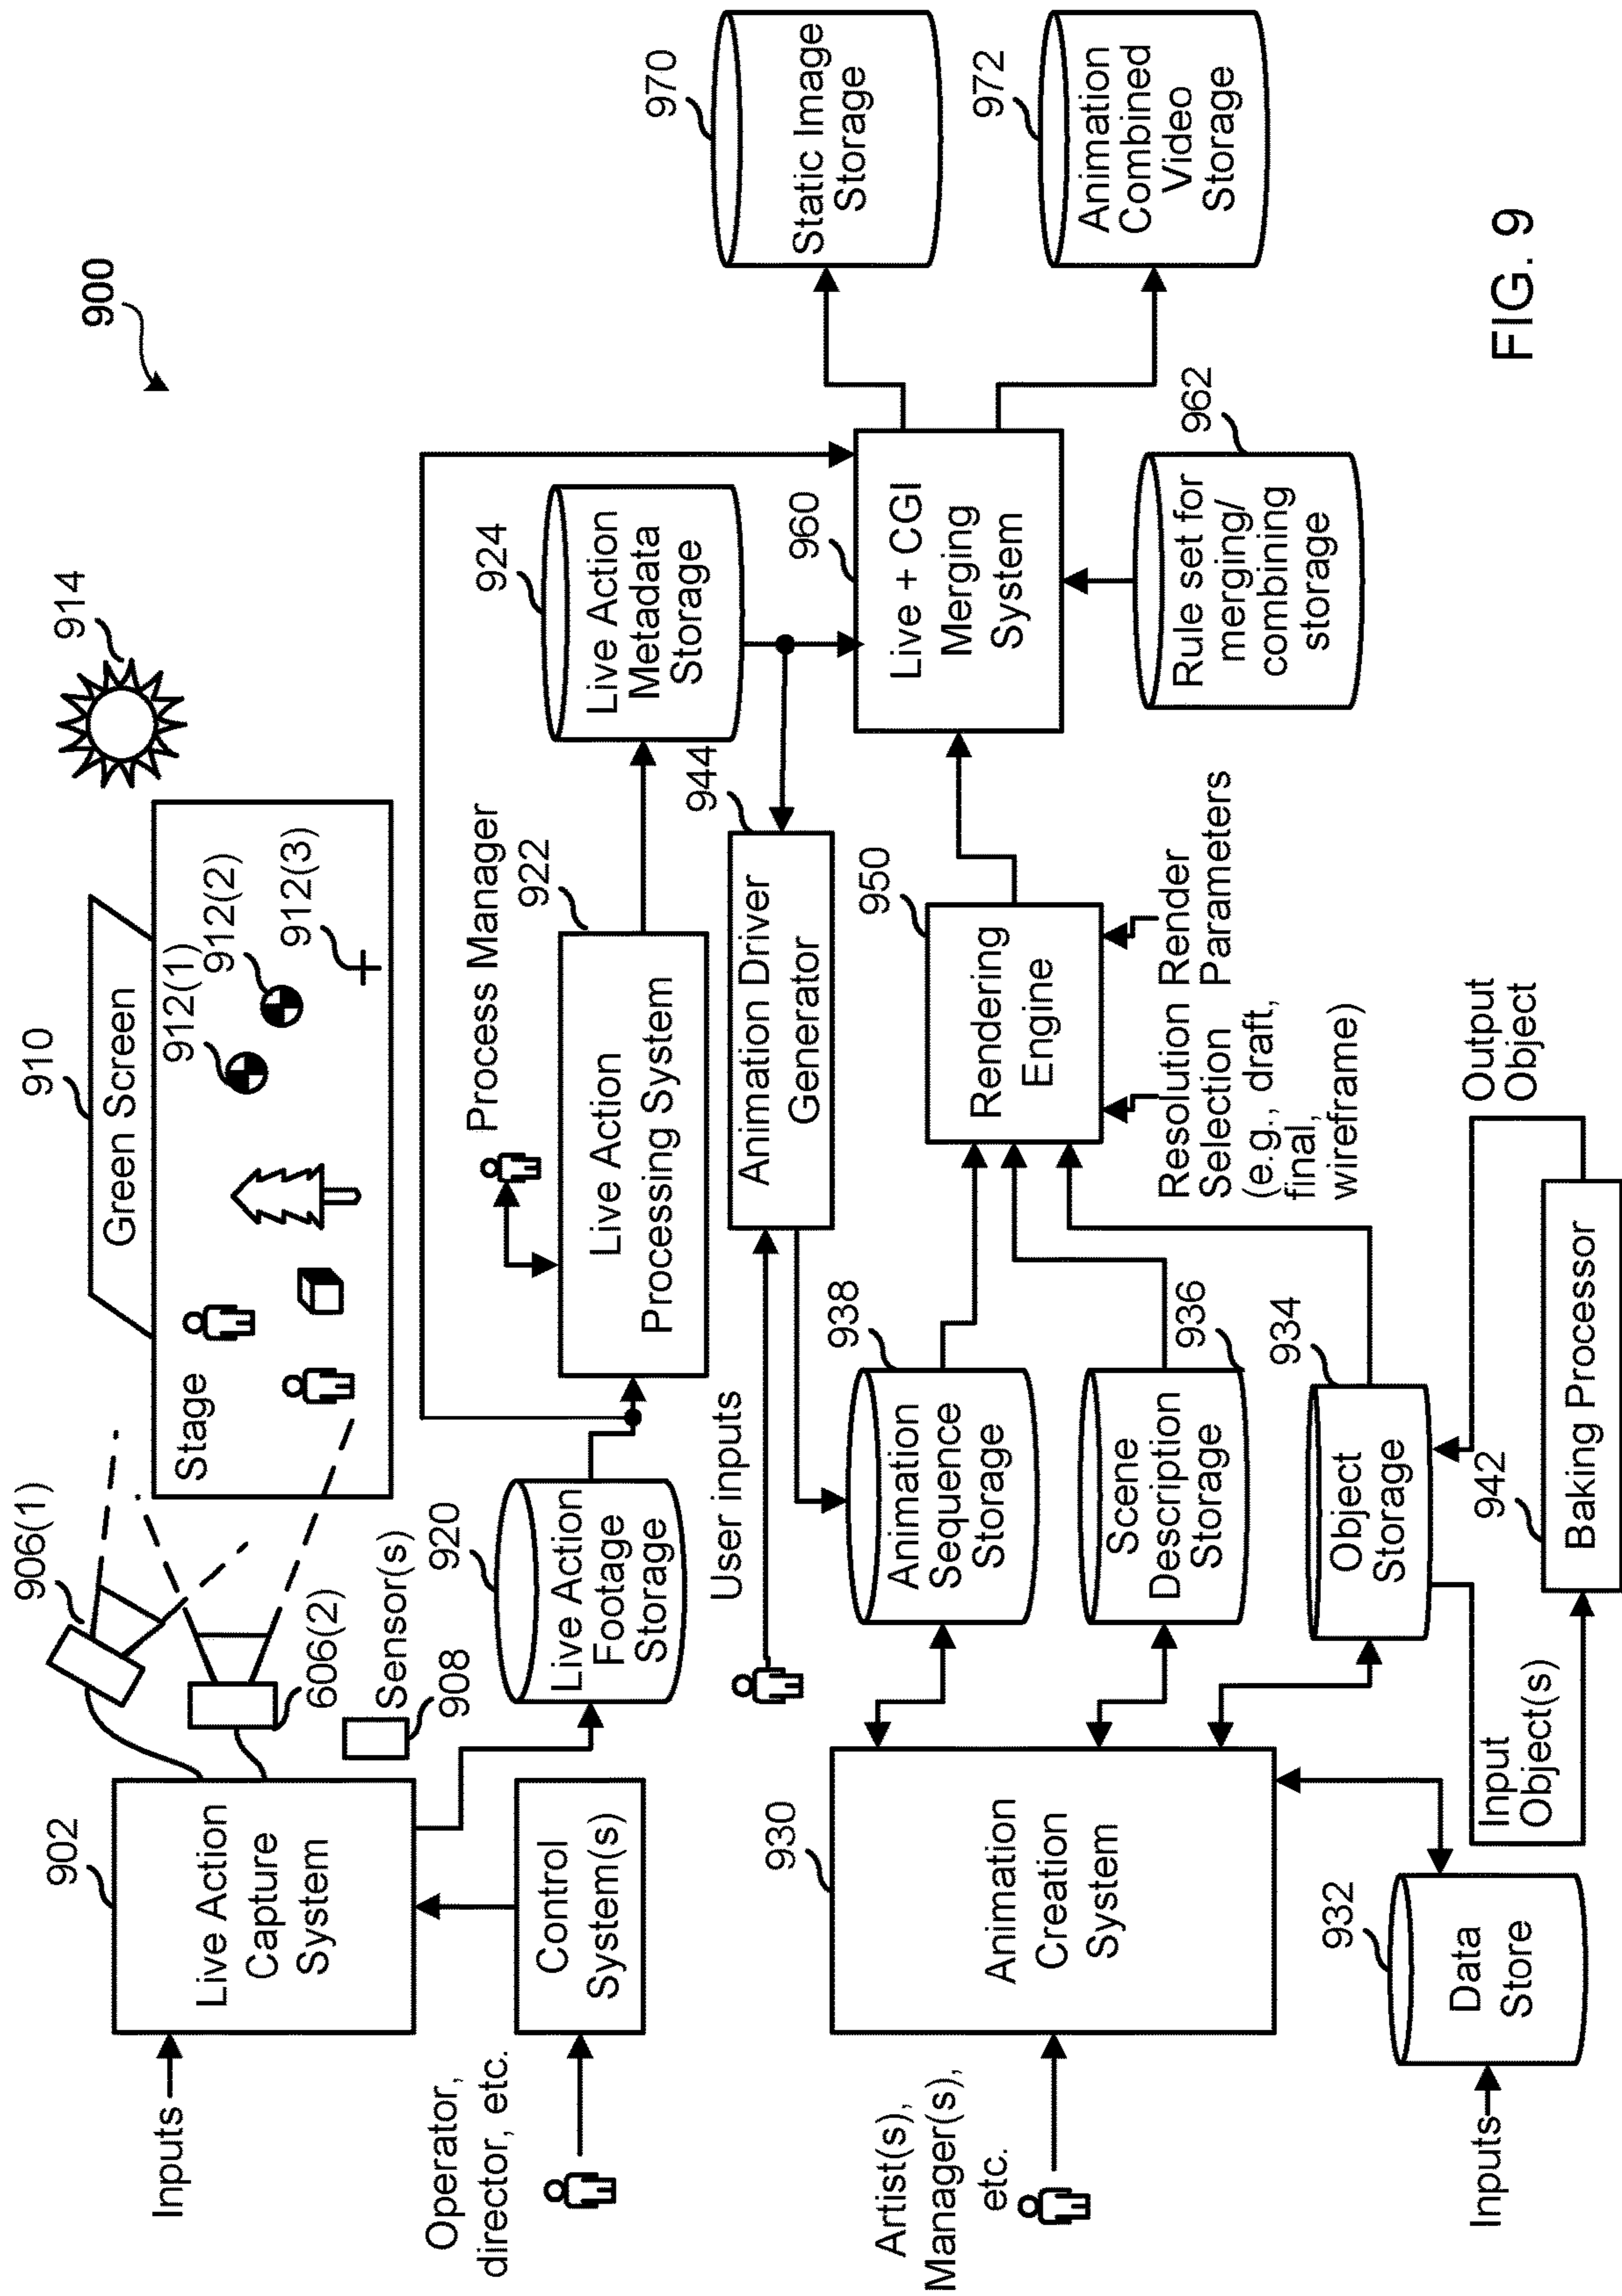 900
906(1)
606(2)
Sensor(s)
908
902
Live Action
Capture
System
Inputs
Control
System(s)
Operator,
director, etc.
910
Green Screen
Stage
912(1)
912(2)
912(3)
914
920
Live Action
Footage
Storage
Process Manager
922
Live Action
Processing System
924
Live Action
Metadata
Storage
User inputs
944
Animation Driver
Generator
930
Animation
Creation
System
Artist(s),
Manager(s),
etc.
932
Data
Store
Inputs
938
Animation
Sequence
Storage
936
Scene
Description
Storage
934
Object
Storage
Input
Object(s)
942
Baking Processor
Output
Object
950
Rendering
Engine
Resolution
Selection
(e.g., draft,
final,
wireframe)
Render
Parameters
960
Live + CGI
Merging
System
962
Rule set for
merging/
combining
storage
970
Static Image
Storage
972
Animation
Combined
Video
Storage
FIG. 9